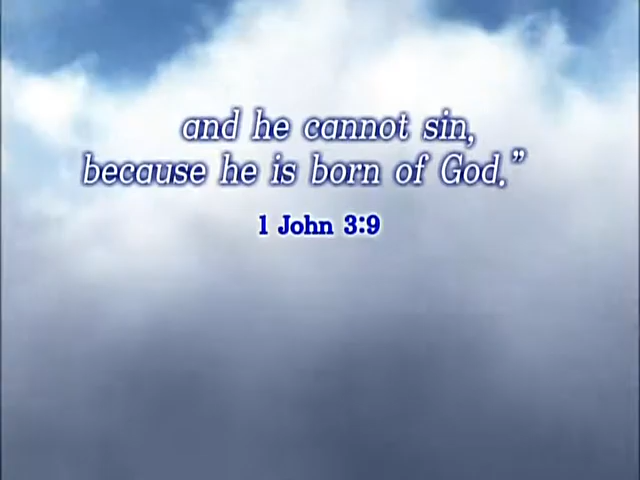 and he cannot sin,
because he is born of God.”
1 John 3:9